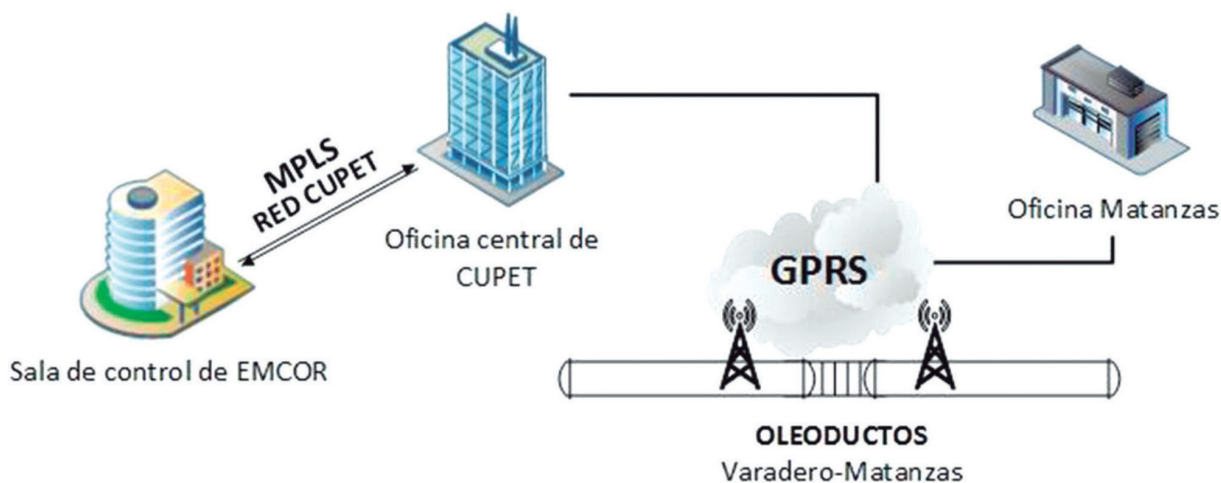 MPLS
RED CUPET
Oficina central de
CUPET
Sala de control de EMCOR
GPRS
Oficina Matanzas
OLEODUCTOS
Varadero-Matanzas